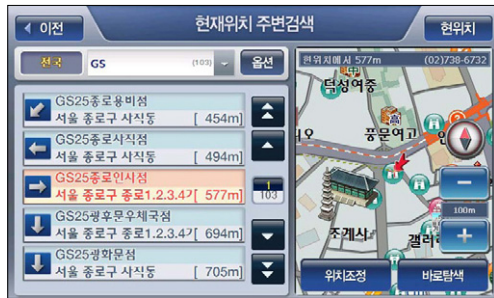 이전
현재위치 주변검색
현위치
전국
GS
(103)
옵션
GS25종로용비점
서울 종로구 사직동 [ 454m]
GS25종로사직점
서울 종로구 사직동 [ 494m]
GS25종로인사점
서울 종로구 종로1.2.3.4가[ 577m]
GS25광후문우체국점
서울 종로구 종로1.2.3.4가[ 694m]
GS25광화문점
서울 종로구 사직동 [ 705m]
1
103
현위치에서 577m (02)738-6732
덕성여중
풍문여고
조계사
갤러
100m
위치조정
바로탐색